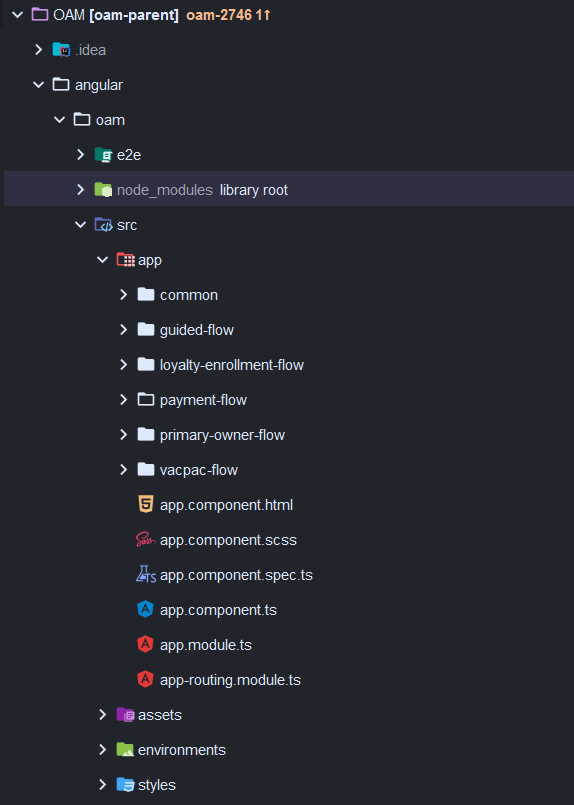 OAM [oam-parent] oam-2746 1↑
.idea
angular
oam
e2e
node_modules library root
src
app
common
guided-flow
loyalty-enrollment-flow
payment-flow
primary-owner-flow
vacpac-flow
app.component.html
app.component.scss
app.component.spec.ts
app.component.ts
app.module.ts
app-routing.module.ts
assets
environments
styles